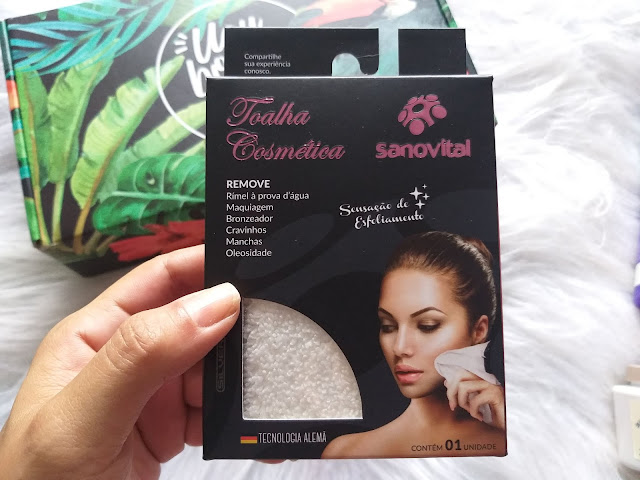 Compartilhe
sua experiência
conosco.
Toalha
Cosmética
sanovital
REMOVE
Rímel à prova d'água
Maquiagem
Bronzeador
Cravinhos
Manchas
Oleosidade
Sensação de
Esfoliamento
TECNOLOGIA ALEMÃ
CONTÉM 01 UNIDADE